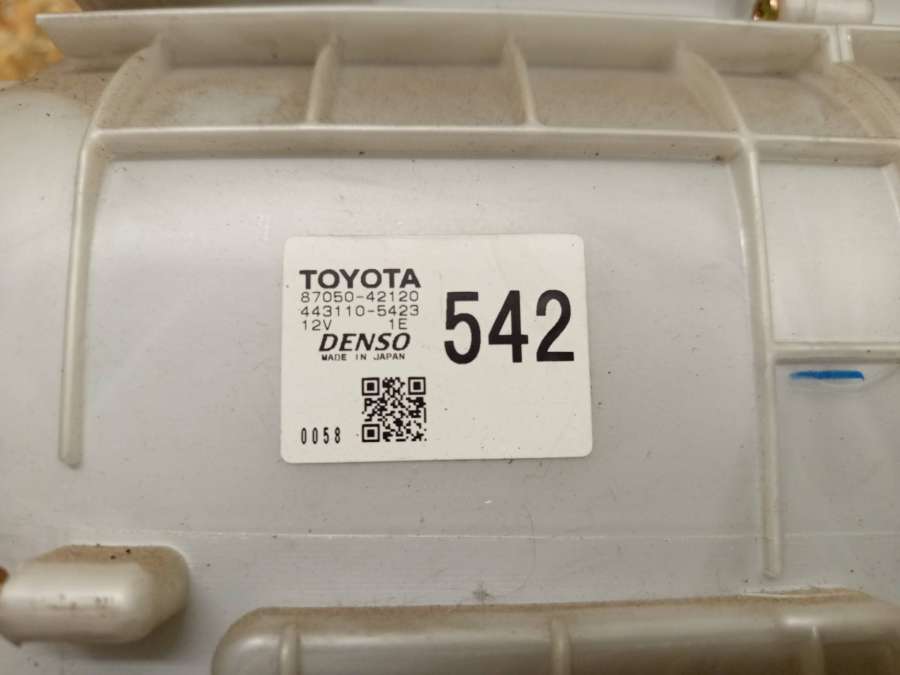 TOYOTA
87050-42120
443110-5423
12V 1E
DENSO
MADE IN JAPAN
542
0058